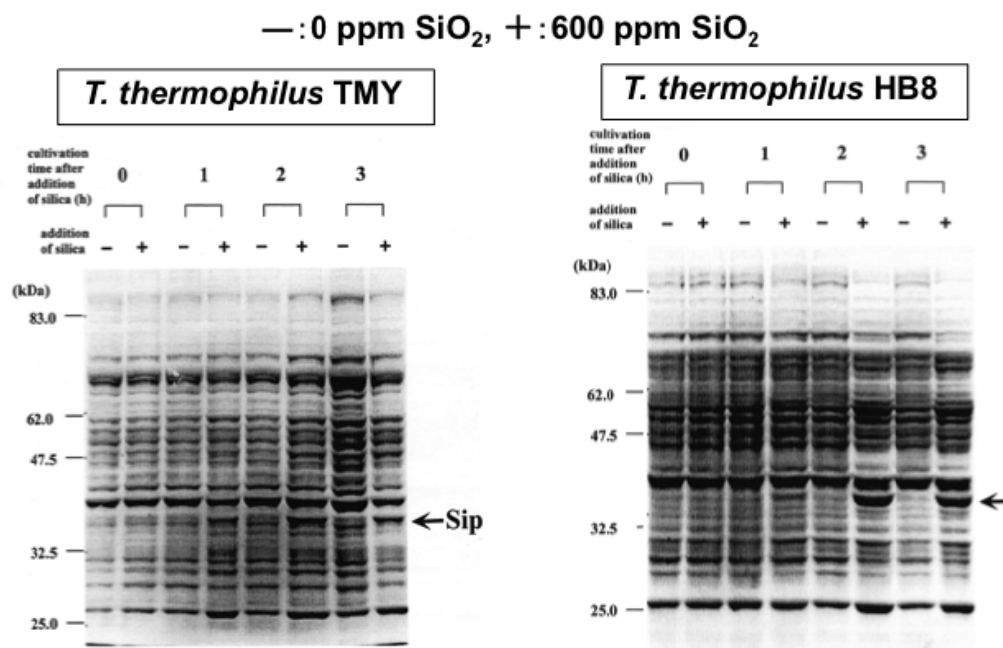 —:0 ppm SiO₂, +:600 ppm SiO₂
T. thermophilus TMY
cultivation
time after
addition
of silica (h)
0 1 2 3
addition
of silica
− + − + − + − +
(kDa)
83.0
62.0
47.5
Sip
32.5
25.0
T. thermophilus HB8
cultivation
time after
addition
of silica (h)
0 1 2 3
addition
of silica
− + − + − + − +
(kDa)
83.0
62.0
47.5
32.5
25.0